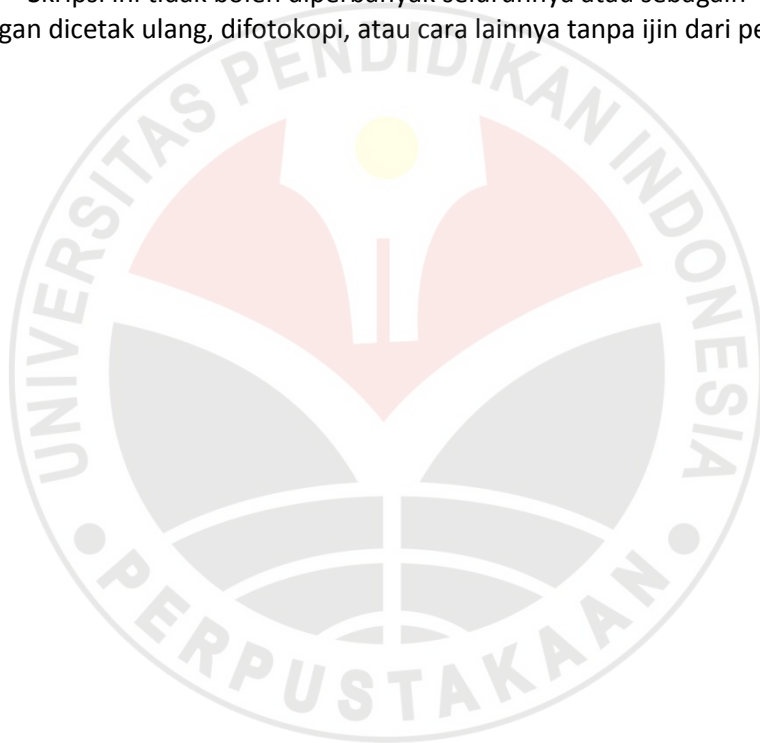 Skripsi ini tidak boleh diperbanyak seluruhnya atau sebagain
gan dicetak ulang, difotokopi, atau cara lainnya tanpa ijin dari pe
UNIVERSITAS PENDIDIKAN INDONESIA
PERPUSTAKAAN